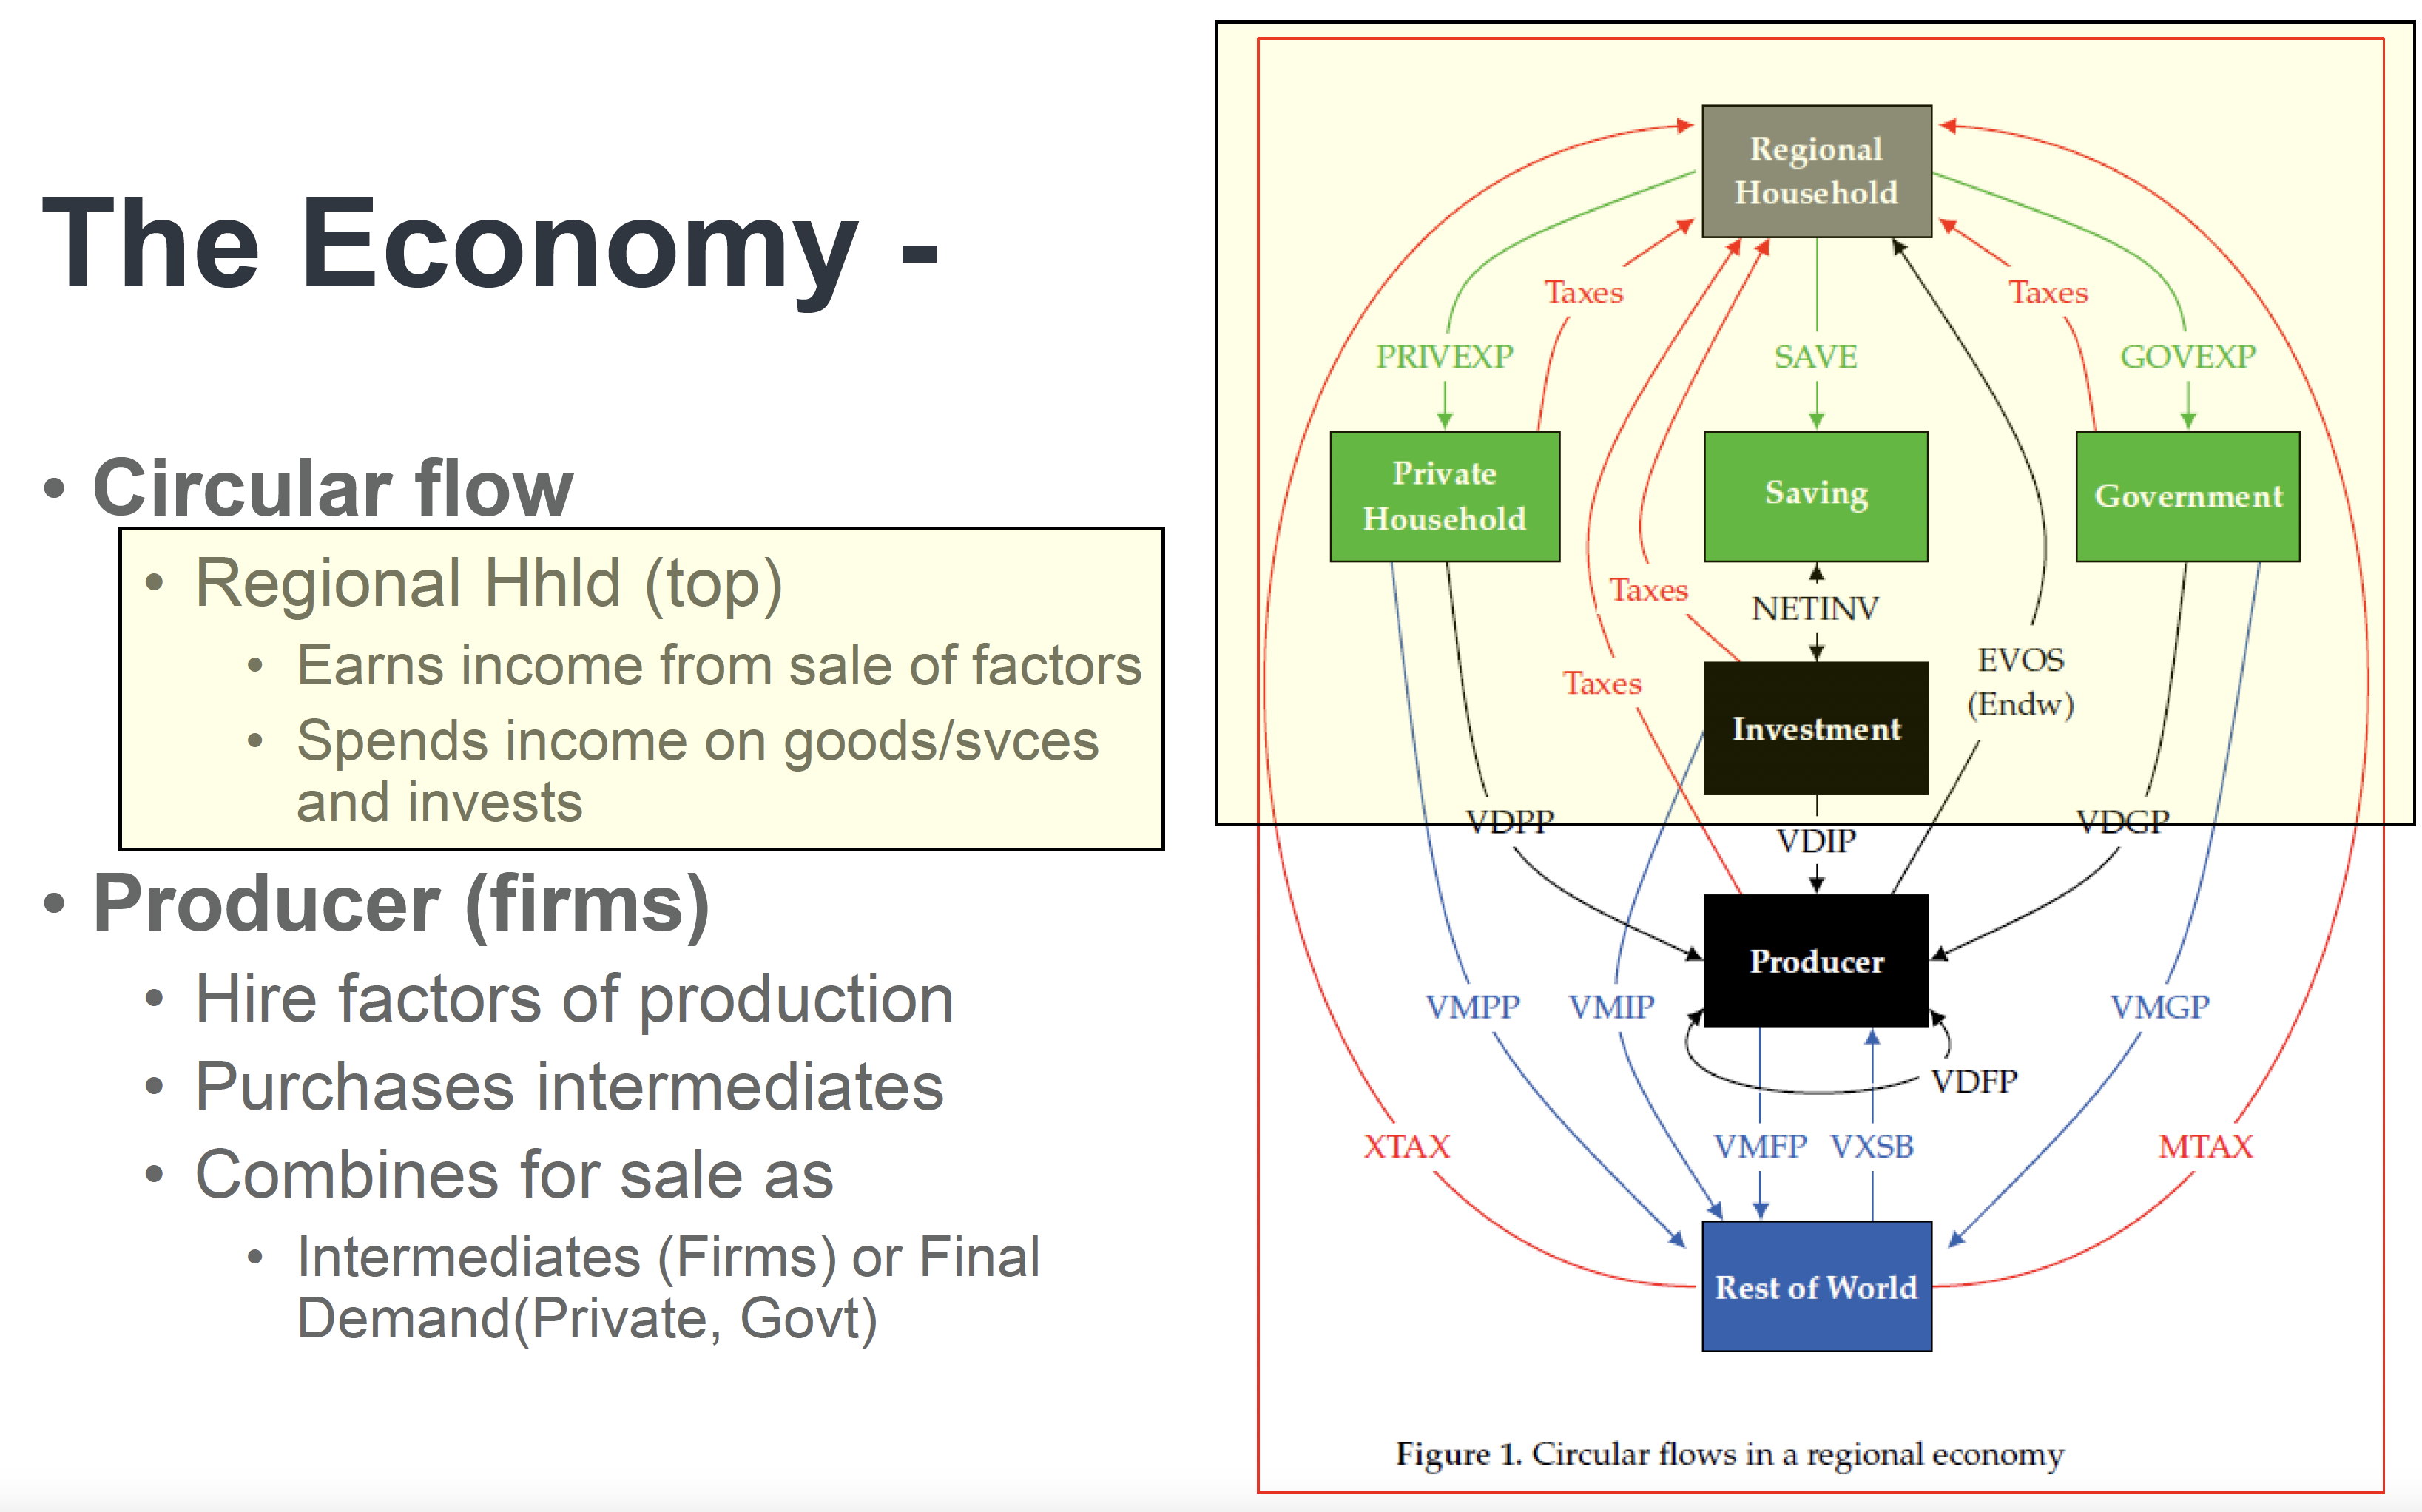 The Economy -
• Circular flow
• Regional Hhld (top)
• Earns income from sale of factors
• Spends income on goods/svces
and invests
• Producer (firms)
• Hire factors of production
• Purchases intermediates
• Combines for sale as
• Intermediates (Firms) or Final
Demand(Private, Govt)
Regional
Household
Taxes
Taxes
PRIVEXP
SAVE
GOVEXP
Private
Household
Saving
Government
Taxes
NETINV
EVOS
(Endw)
Taxes
Investment
VDPP
VDIP
VDGP
Producer
VMPP
VMIP
VMGP
VDFP
XTAX
VMFP
VXSB
MTAX
Rest of World
Figure 1. Circular flows in a regional economy